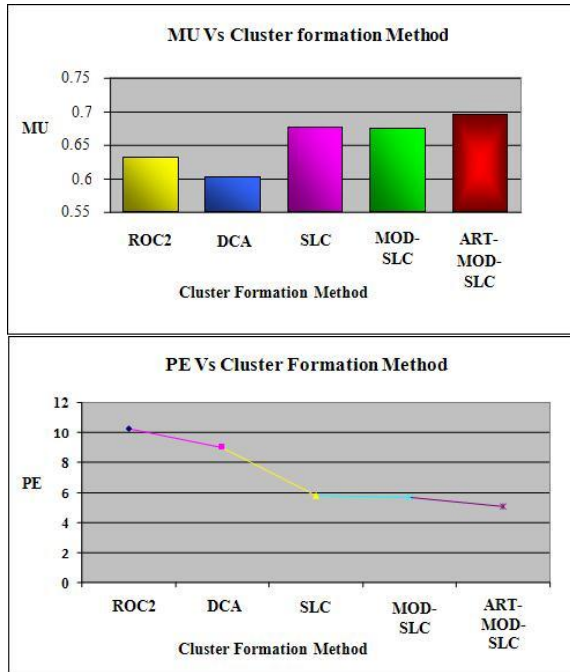 MU Vs Cluster formation Method
0.75
0.7
MU
0.65
0.6
0.55
ROC2 DCA SLC MOD- ART-
SLC MOD-
SLC
Cluster Formation Method
PE Vs Cluster Formation Method
12
10
8
PE
6
4
2
0
ROC2 DCA SLC MOD- ART-
SLC MOD-
SLC
Cluster Formation Method